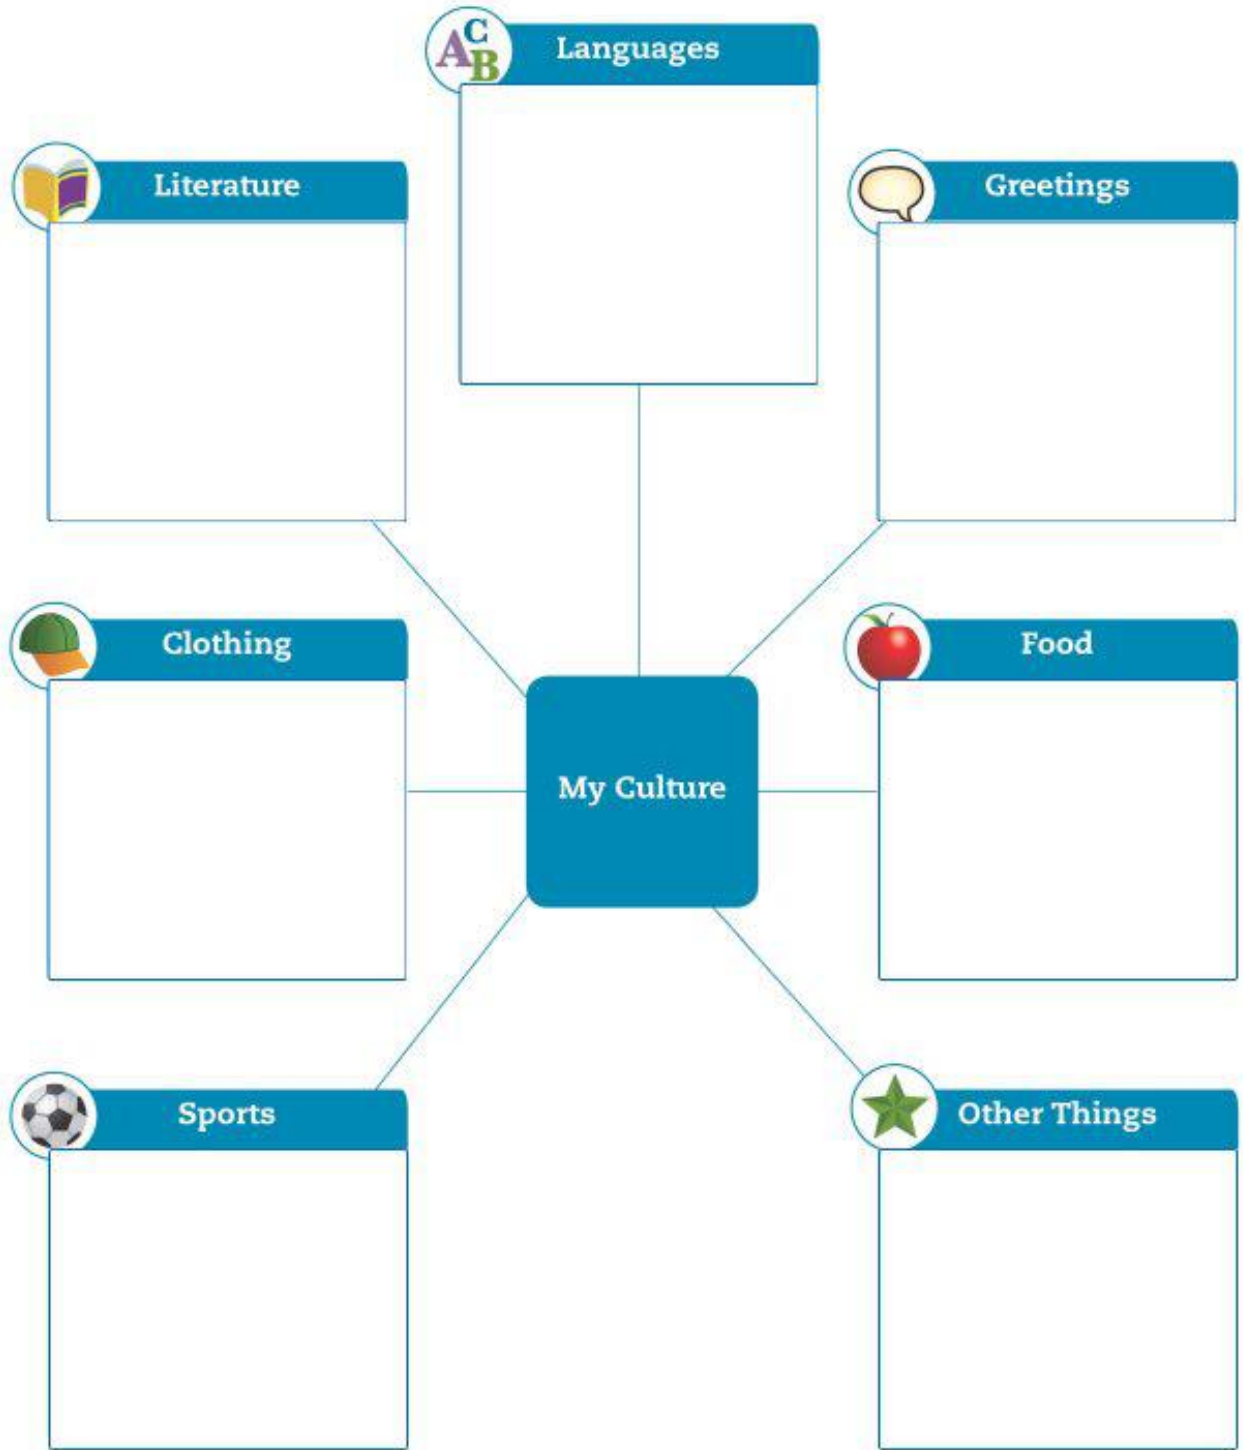 A C B
Languages
Literature
Greetings
Clothing
My Culture
Food
Sports
Other Things